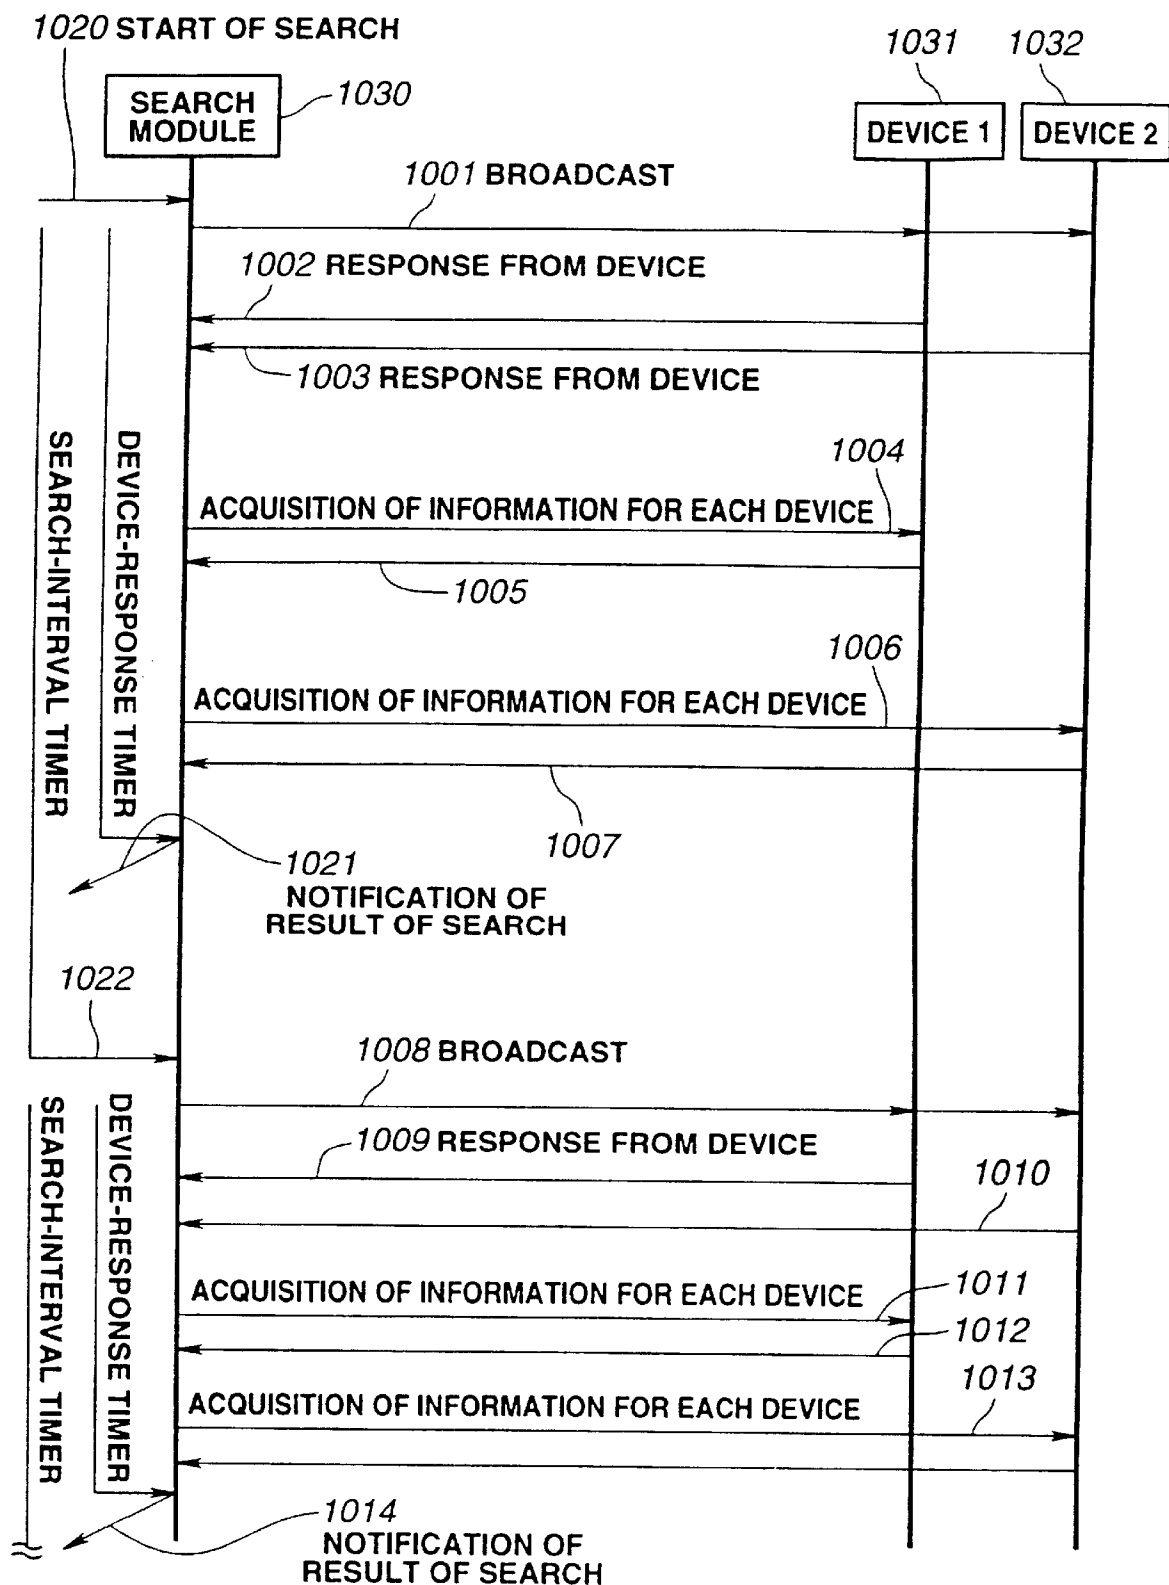 1020 START OF SEARCH
1031
1032
SEARCH
MODULE
1030
DEVICE 1
DEVICE 2
1001 BROADCAST
1002 RESPONSE FROM DEVICE
1003 RESPONSE FROM DEVICE
SEARCH-INTERVAL TIMER
DEVICE-RESPONSE TIMER
1004
ACQUISITION OF INFORMATION FOR EACH DEVICE
1005
1006
ACQUISITION OF INFORMATION FOR EACH DEVICE
1007
1021
NOTIFICATION OF
RESULT OF SEARCH
1022
1008 BROADCAST
SEARCH-INTERVAL TIMER
DEVICE-RESPONSE TIMER
1009 RESPONSE FROM DEVICE
1010
ACQUISITION OF INFORMATION FOR EACH DEVICE
1011
1012
1013
ACQUISITION OF INFORMATION FOR EACH DEVICE
1014
NOTIFICATION OF
RESULT OF SEARCH